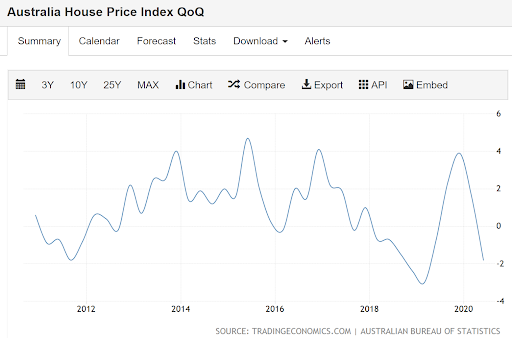 Australia House Price Index QoQ
Summary Calendar Forecast Stats Download Alerts
3Y 10Y 25Y MAX Chart Compare Export API Embed
6
4
2
0
-2
-4
2012 2014 2016 2018 2020
SOURCE: TRADINGECONOMICS.COM | AUSTRALIAN BUREAU OF STATISTICS